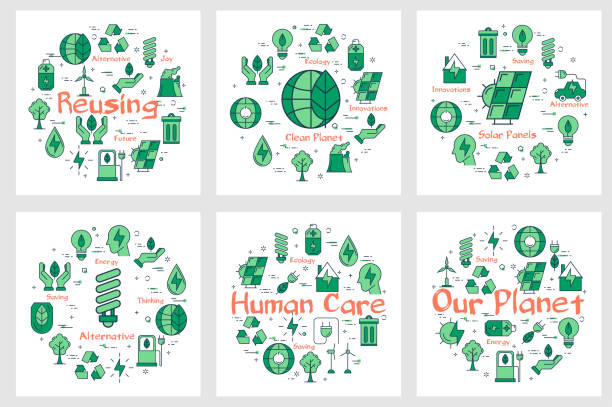 Alternative
Joy
Reusing
Future
Ecology
Innovations
Clean Planet
Saving
Innovations
Alternative
Solar Panels
Energy
Saving
Thinking
Alternative
Ecology
Human Care
Saving
Saving
Our Planet
Energy